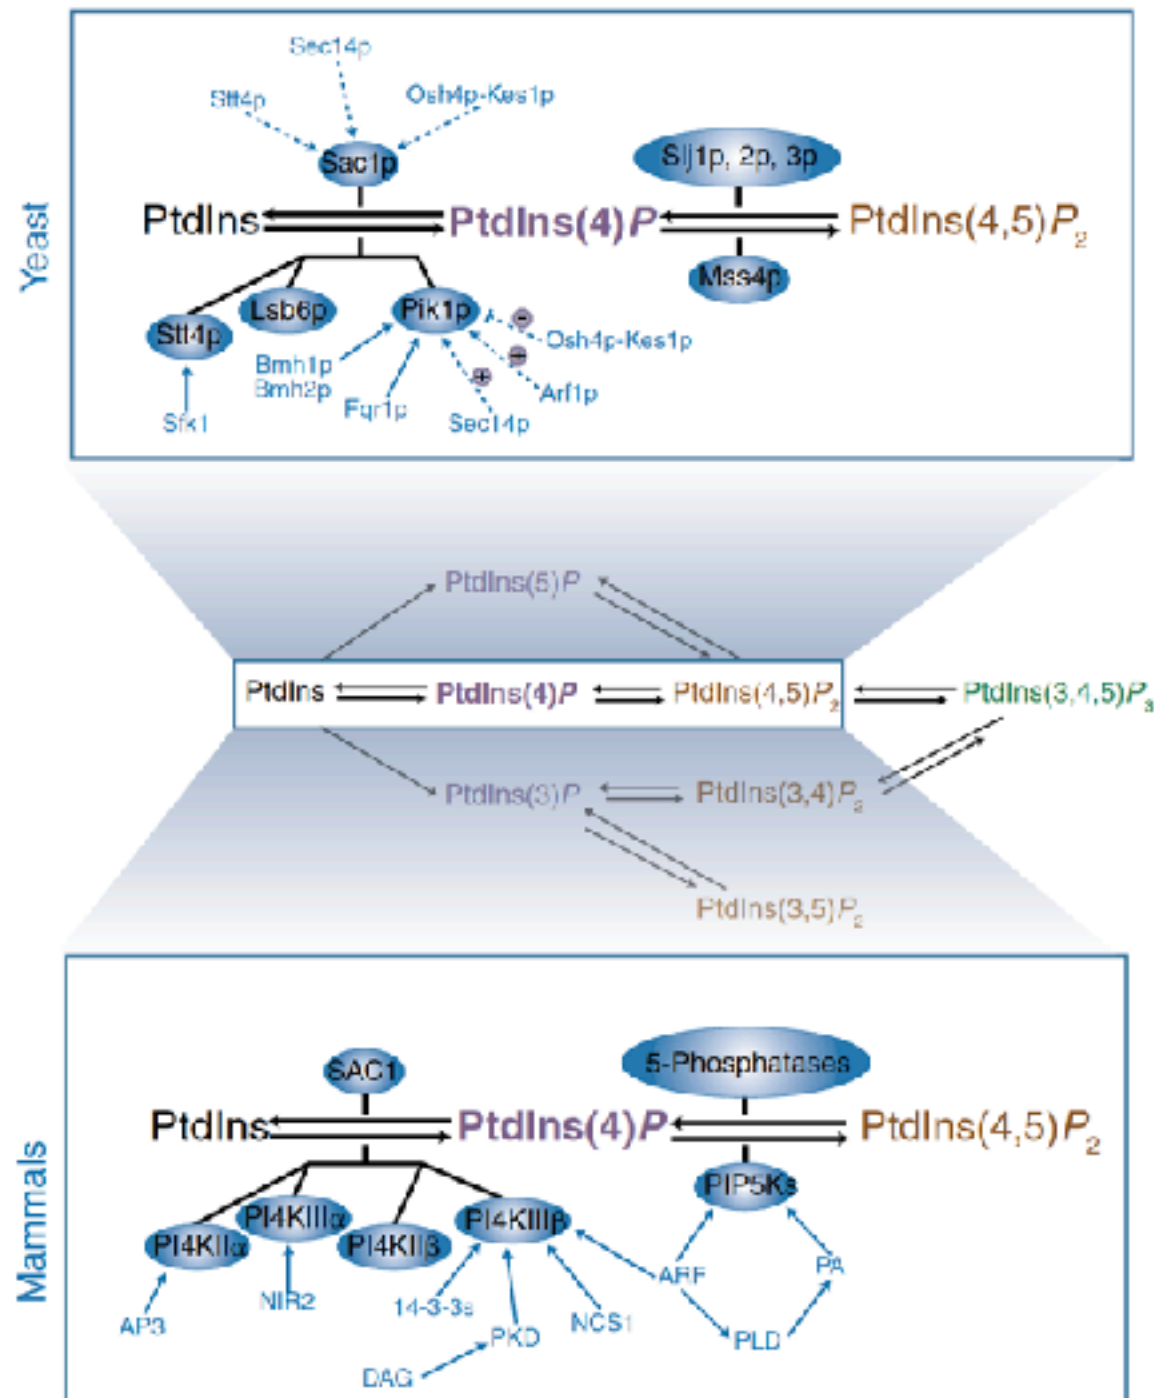 Yeast
Sec14p
Stt4p
Osh4p-Kes1p
Sac1p
Slj1p, 2p, 3p
PtdIns
PtdIns(4)P
PtdIns(4,5)P2
Mss4p
Stt4p
Lsb6p
Pik1p
Osh4p-Kes1p
Bmh1p
Bmh2p
Fqr1p
Arf1p
Sfk1
Sec14p
PtdIns(5)P
PtdIns
PtdIns(4)P
PtdIns(4,5)P2
PtdIns(3,4,5)P3
PtdIns(3)P
PtdIns(3,4)P2
PtdIns(3,5)P2
Mammals
SAC1
5-Phosphatases
PtdIns
PtdIns(4)P
PtdIns(4,5)P2
PIP5Ks
PI4KIIα
PI4KIIIα
PI4KIIβ
PI4KIIIβ
AP3
NIR2
14-3-3s
PKD
NCS1
ARF
PA
PLD
DAG